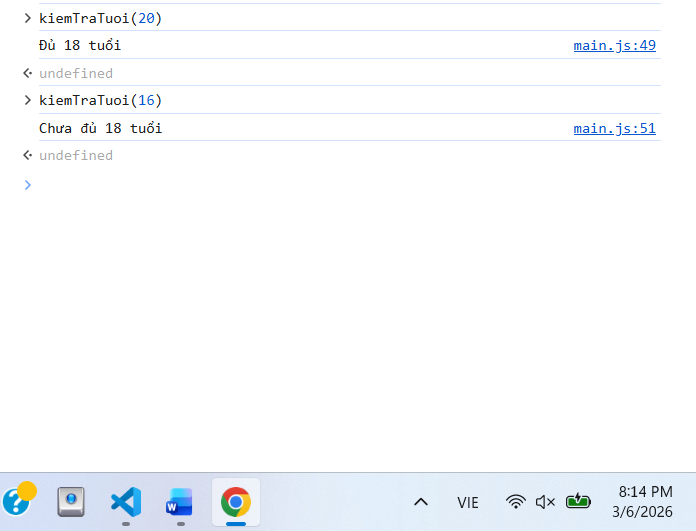 kiemTraTuoi(20)
Đủ 18 tuổi main.js:49
undefined
kiemTraTuoi(16)
Chưa đủ 18 tuổi main.js:51
undefined
VIE
8:14 PM
3/6/2026